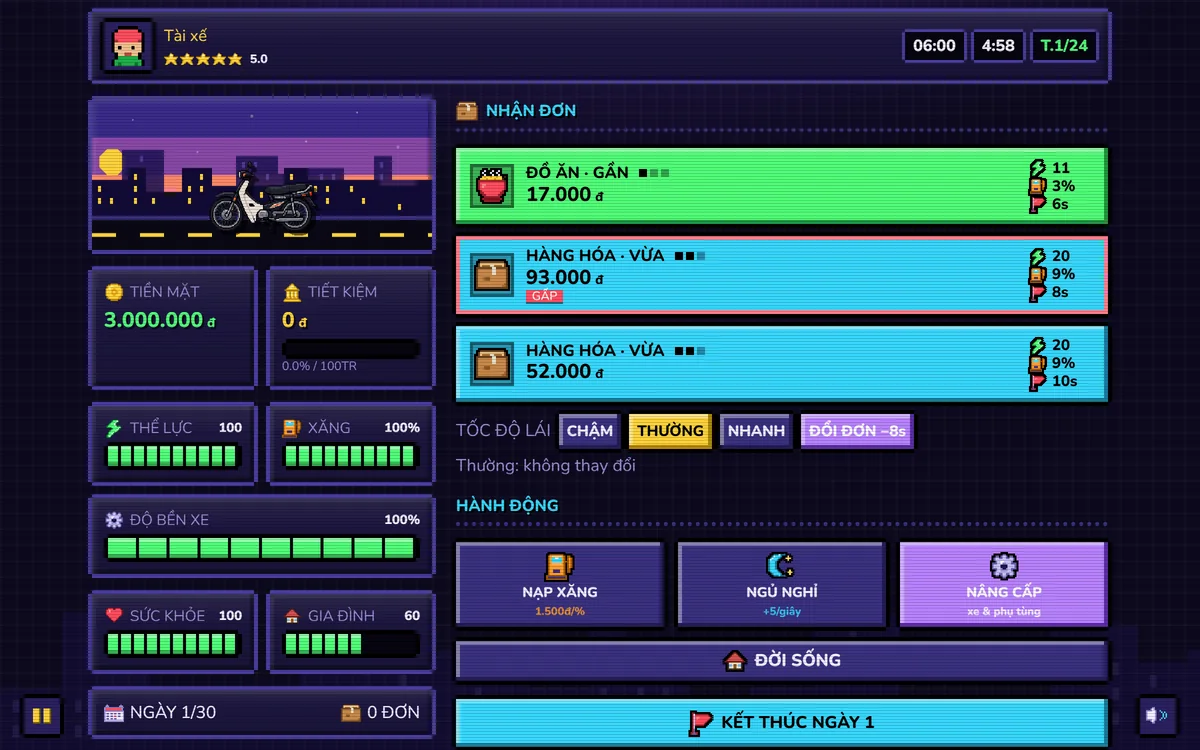 Tài xế
5.0
06:00
4:58
T.1/24
TIỀN MẶT
3.000.000 đ
TIẾT KIỆM
0 đ
0.0% / 100TR
THỂ LỰC 100
XĂNG 100%
ĐỘ BỀN XE 100%
SỨC KHỎE 100
GIA ĐÌNH 60
NGÀY 1/30
0 ĐƠN
NHẬN ĐƠN
ĐỒ ĂN · GẦN
17.000 đ
11
3%
6s
HÀNG HÓA · VỪA
93.000 đ
GẤP
20
9%
8s
HÀNG HÓA · VỪA
52.000 đ
20
9%
10s
TỐC ĐỘ LÁI CHẬM THƯỜNG NHANH ĐỔI ĐƠN −8s
Thường: không thay đổi
HÀNH ĐỘNG
NẠP XĂNG
1.500đ/%
NGỦ NGHỈ
+5/giây
NÂNG CẤP
xe & phụ tùng
ĐỜI SỐNG
KẾT THÚC NGÀY 1